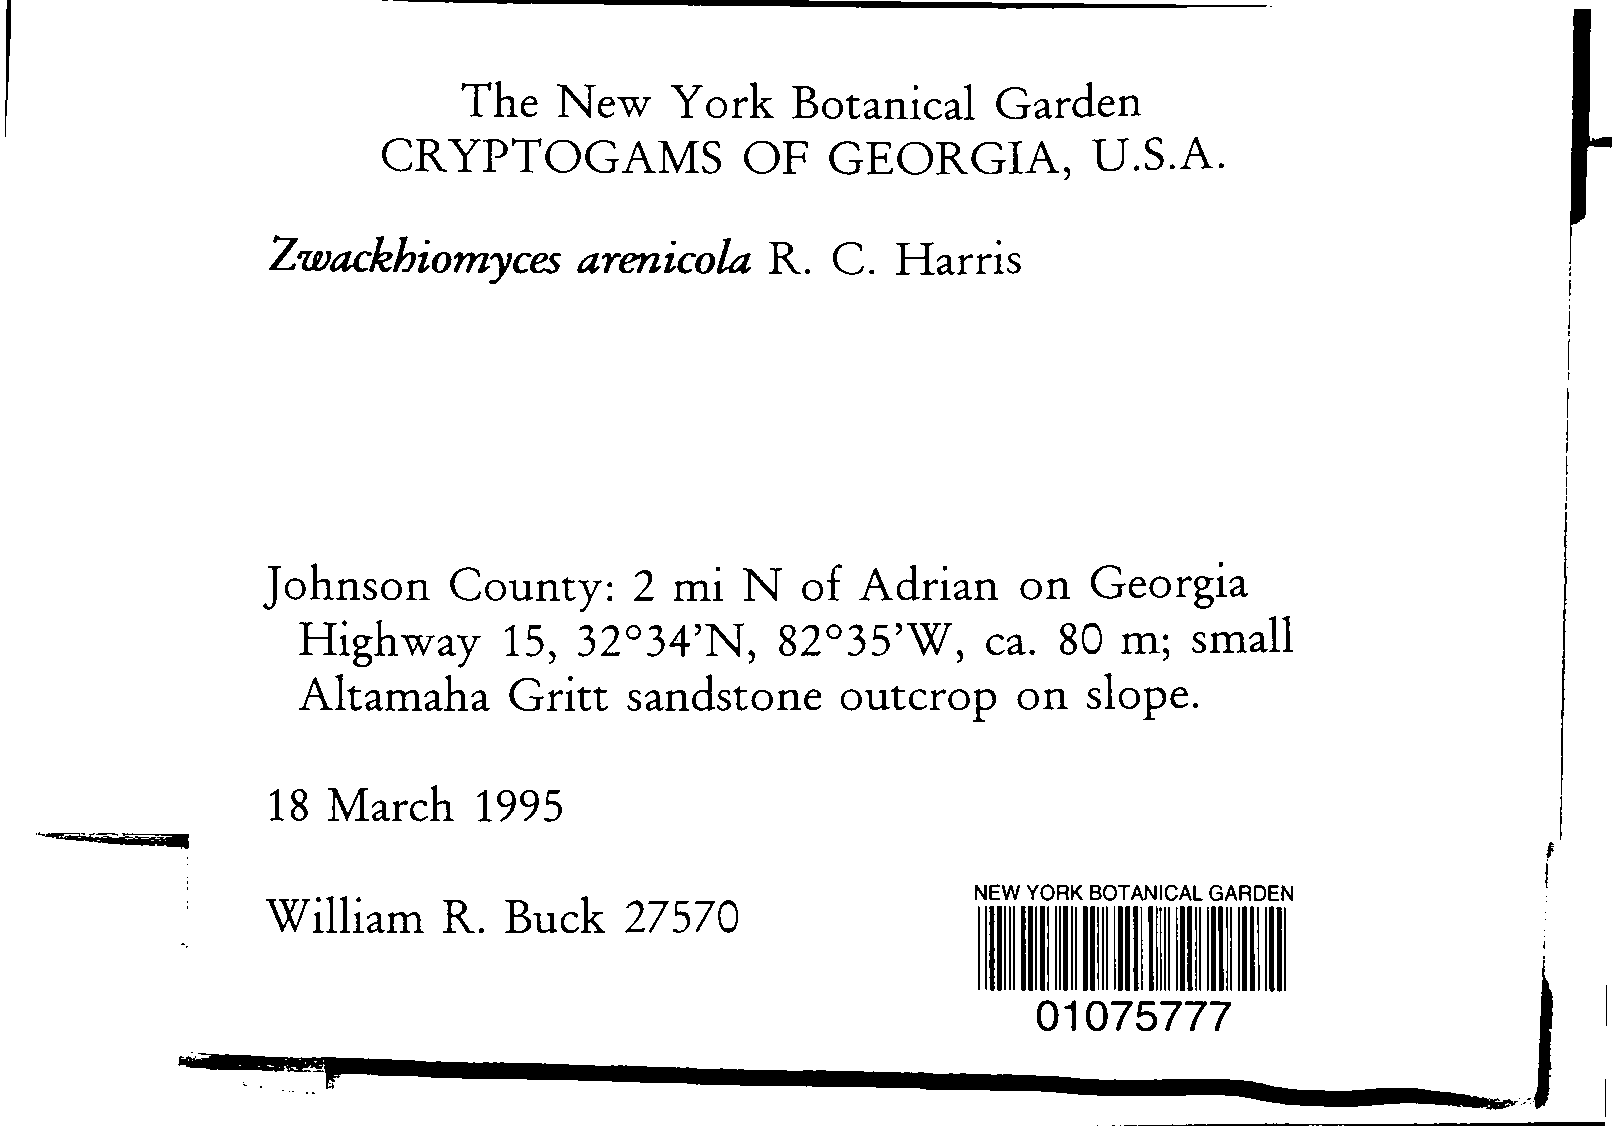 The New York Botanical Garden
CRYPTOGAMS OF GEORGIA, U.S.A.
Zwackhiomyces arenicola R. C. Harris
Johnson County: 2 mi N of Adrian on Georgia
Highway 15, 32°34’N, 82°35’W, ca. 80 m; small
Altamaha Gritt sandstone outcrop on slope.
18 March 1995
William R. Buck 27570
NEW YORK BOTANICAL GARDEN
01075777